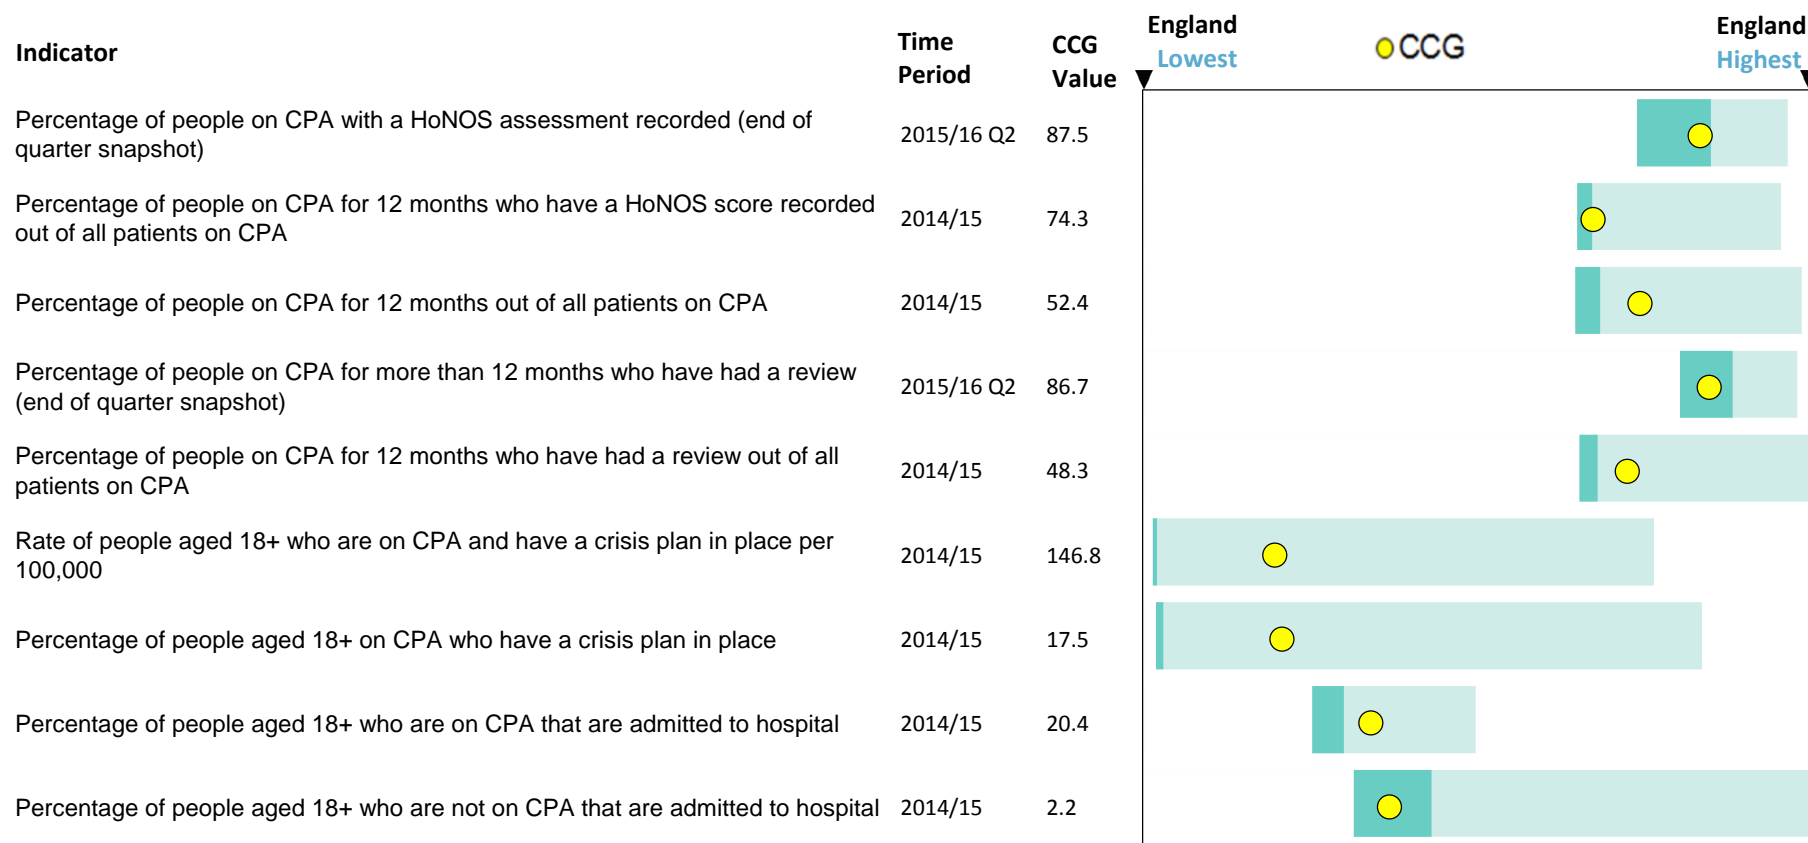 Indicator
Time Period
CCG Value
England Lowest
CCG
England Highest
Percentage of people on CPA with a HoNOS assessment recorded (end of
quarter snapshot)
2015/16 Q2 87.5
Percentage of people on CPA for 12 months who have a HoNOS score recorded
out of all patients on CPA
2014/15 74.3
Percentage of people on CPA for 12 months out of all patients on CPA 2014/15 52.4
Percentage of people on CPA for more than 12 months who have had a review
(end of quarter snapshot)
2015/16 Q2 86.7
Percentage of people on CPA for 12 months who have had a review out of all
patients on CPA
2014/15 48.3
Rate of people aged 18+ who are on CPA and have a crisis plan in place per
100,000
2014/15 146.8
Percentage of people aged 18+ on CPA who have a crisis plan in place 2014/15 17.5
Percentage of people aged 18+ who are on CPA that are admitted to hospital 2014/15 20.4
Percentage of people aged 18+ who are not on CPA that are admitted to hospital 2014/15 2.2